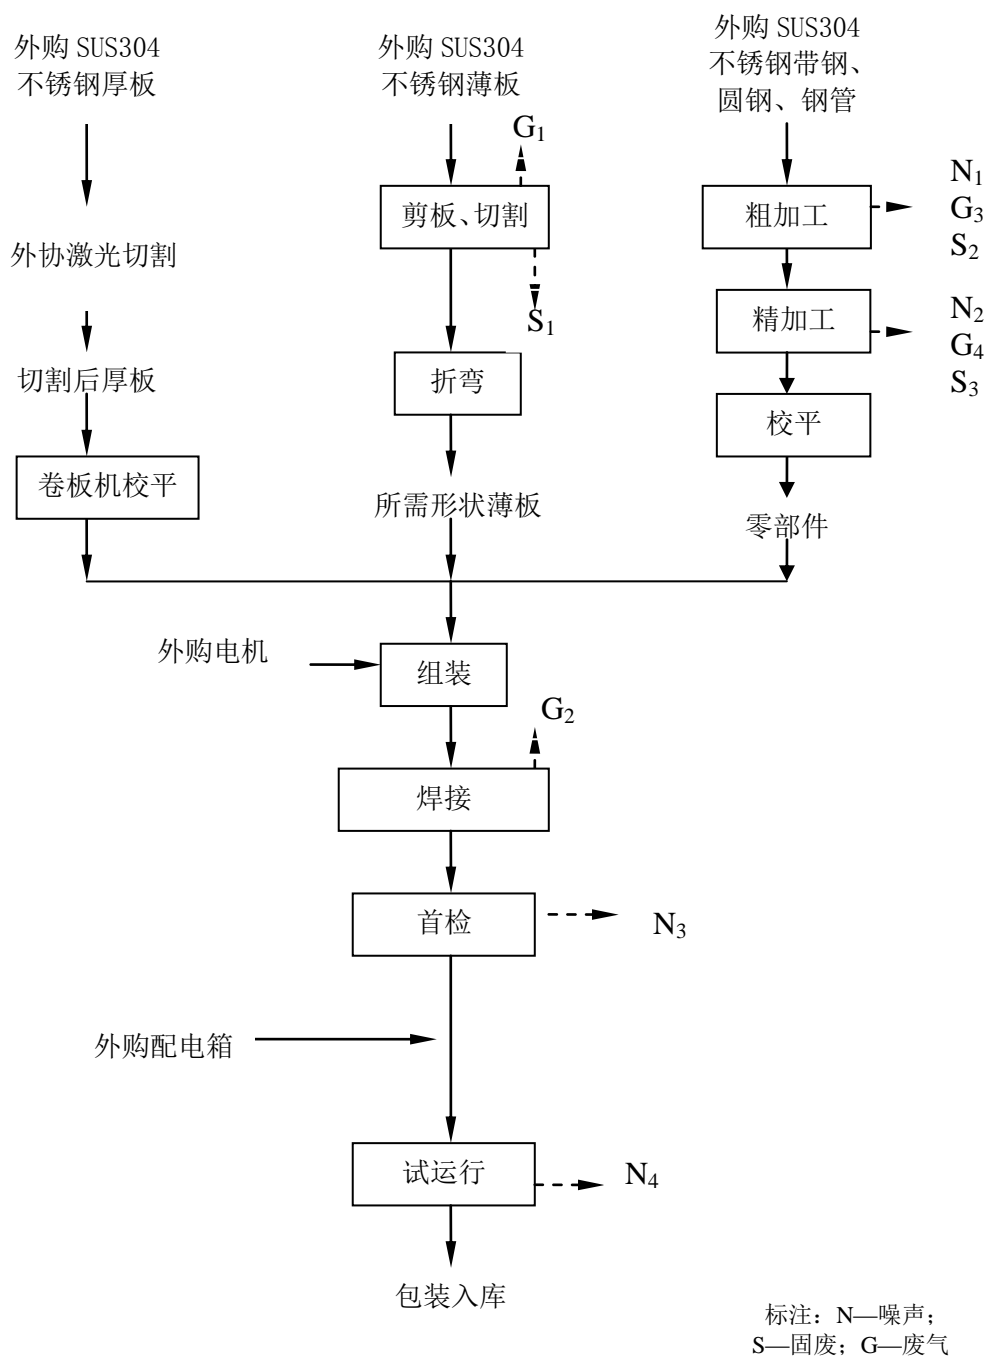 外购 SUS304
不锈钢厚板
外购 SUS304
不锈钢薄板
外购 SUS304
不锈钢带钢、
圆钢、钢管
G1
剪板、切割
S1
粗加工
N1
G3
S2
外协激光切割
精加工
N2
G4
S3
切割后厚板
折弯
校平
卷板机校平
所需形状薄板
零部件
外购电机
组装
G2
焊接
首检
N3
外购配电箱
试运行
N4
包装入库
标注：N—噪声；
S—固废；G—废气